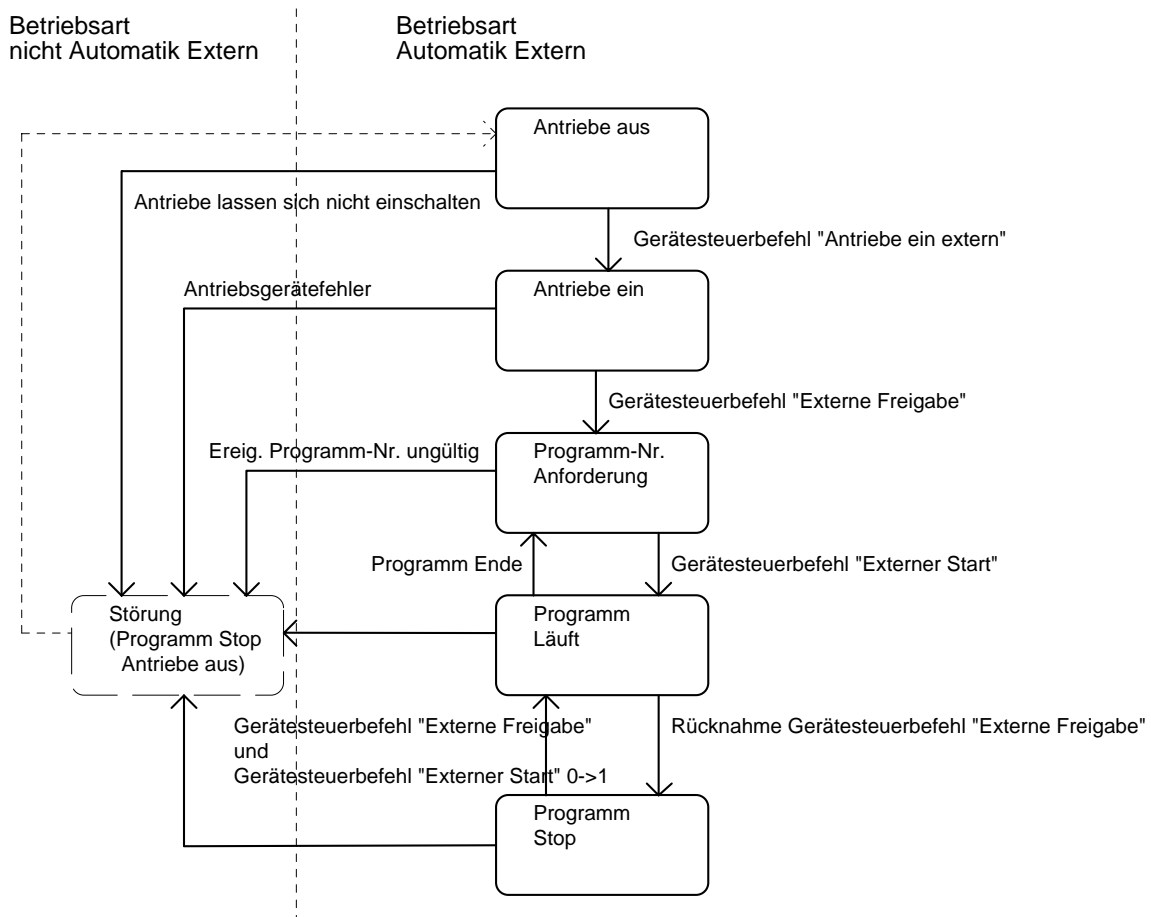 Betriebsart
nicht Automatik Extern
Betriebsart
Automatik Extern
Antriebe aus
Antriebe lassen sich nicht einschalten
Gerätesteuerbefehl "Antriebe ein extern"
Antriebsgerätefehler
Antriebe ein
Gerätesteuerbefehl "Externe Freigabe"
Ereig. Programm-Nr. ungültig
Programm-Nr.
Anforderung
Programm Ende
Gerätesteuerbefehl "Externer Start"
Störung
(Programm Stop
Antriebe aus)
Programm
Läuft
Gerätesteuerbefehl "Externe Freigabe"
und
Gerätesteuerbefehl "Externer Start" 0->1
Rücknahme Gerätesteuerbefehl "Externe Freigabe"
Programm
Stop